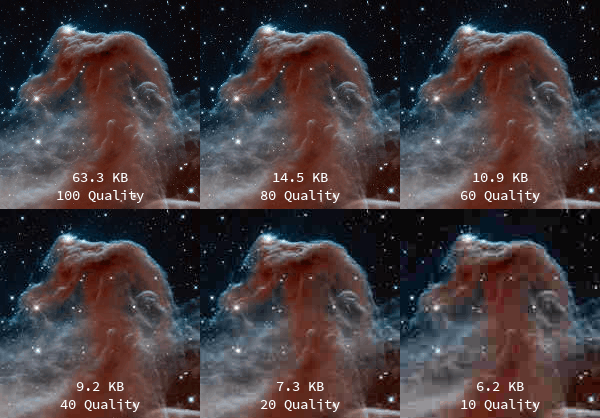 63.3 KB
100 Quality
14.5 KB
80 Quality
10.9 KB
60 Quality
9.2 KB
40 Quality
7.3 KB
20 Quality
6.2 KB
10 Quality